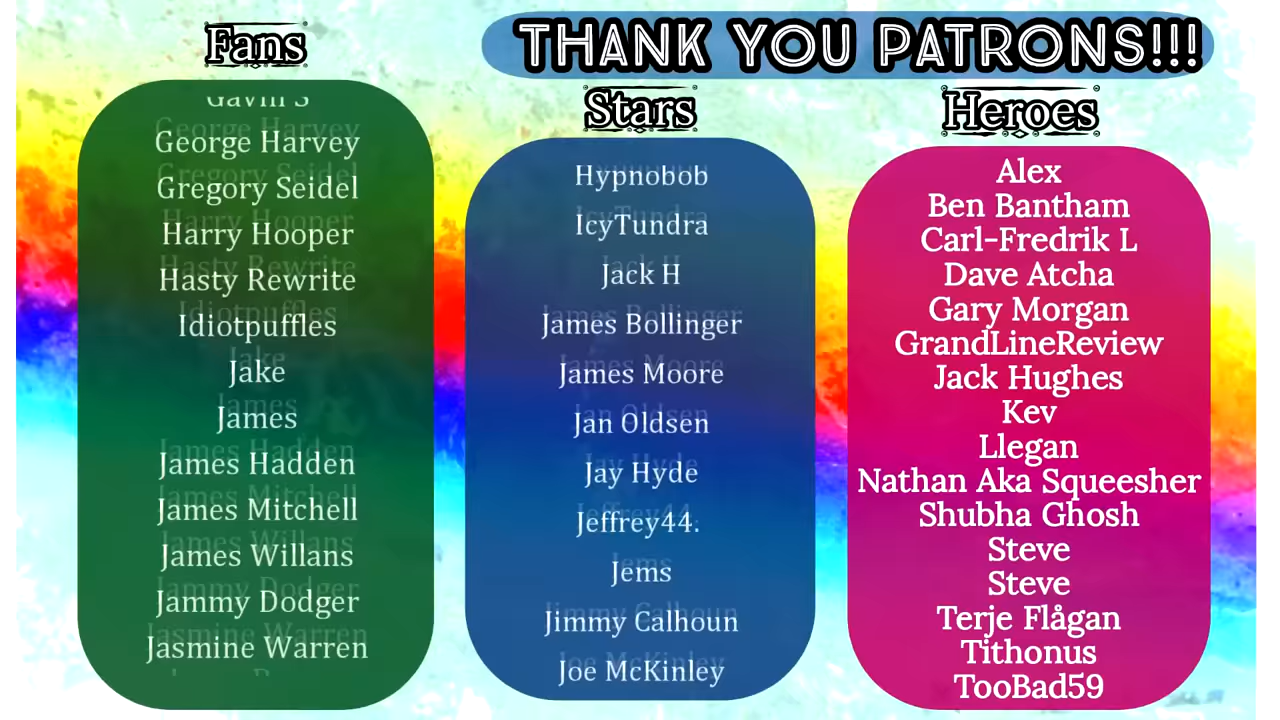 THANK YOU PATRONS!!!
Fans
Gavin S
George Harvey
Gregory Seidel
Harry Hooper
Hasty Rewrite
Idiotpuffles
Jake
James
James Hadden
James Mitchell
James Willans
Jammy Dodger
Jasmine Warren
Stars
Hypnobob
IcyTundra
Jack H
James Bollinger
James Moore
Jan Oldsen
Jay Hyde
Jeffrey44.
Jems
Jimmy Calhoun
Joe McKinley
Heroes
Alex
Ben Bantham
Carl-Fredrik L
Dave Atcha
Gary Morgan
GrandLineReview
Jack Hughes
Kev
Llegan
Nathan Aka Squeesher
Shubha Ghosh
Steve
Steve
Terje Flågan
Tithonus
TooBad59